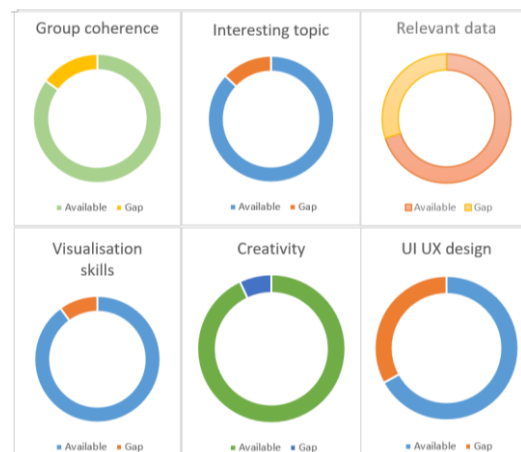 Group coherence
Available Gap
Interesting topic
Available Gap
Relevant data
Available Gap
Visualisation
skills
Available Gap
Creativity
Available Gap
UI UX design
Available Gap